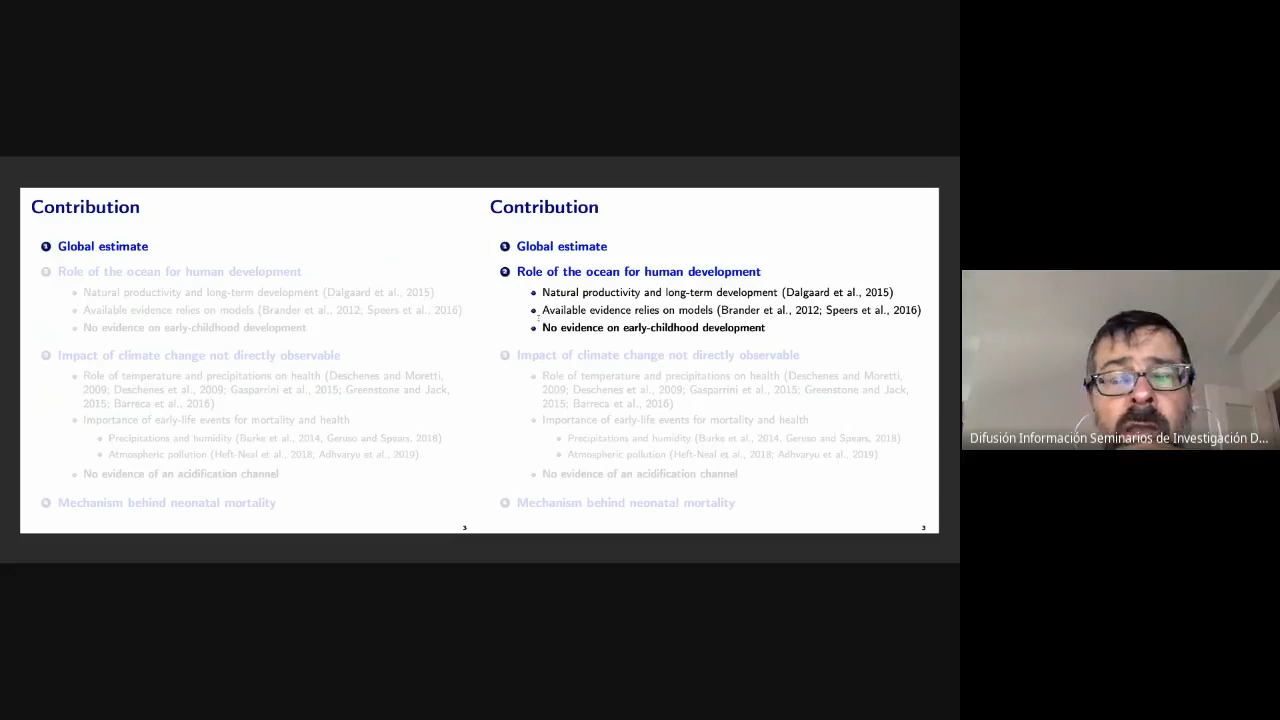 Contribution
1 Global estimate
2 Role of the ocean for human development
Natural productivity and long-term development (Dalgaard et al., 2015)
Available evidence relies on models (Brander et al., 2012; Speers et al., 2016)
No evidence on early-childhood development
3 Impact of climate change not directly observable
Role of temperature and precipitations on health (Deschenes and Moretti,
2009; Deschenes et al., 2009; Gasparrini et al., 2015; Greenstone and Jack,
2015; Barreca et al., 2016)
Importance of early-life events for mortality and health
Precipitations and humidity (Burke et al., 2014, Geruso and Spears, 2018)
Atmospheric pollution (Heft-Neal et al., 2018; Adhvaryu et al., 2019)
No evidence of an acidification channel
4 Mechanism behind neonatal mortality
3
Contribution
1 Global estimate
2 Role of the ocean for human development
Natural productivity and long-term development (Dalgaard et al., 2015)
Available evidence relies on models (Brander et al., 2012; Speers et al., 2016)
No evidence on early-childhood development
3 Impact of climate change not directly observable
Role of temperature and precipitations on health (Deschenes and Moretti,
2009; Deschenes et al., 2009; Gasparrini et al., 2015; Greenstone and Jack,
2015; Barreca et al., 2016)
Importance of early-life events for mortality and health
Precipitations and humidity (Burke et al., 2014, Geruso and Spears, 2018)
Atmospheric pollution (Heft-Neal et al., 2018; Adhvaryu et al., 2019)
No evidence of an acidification channel
4 Mechanism behind neonatal mortality
3
Difusión Información Seminarios de Investigación D...